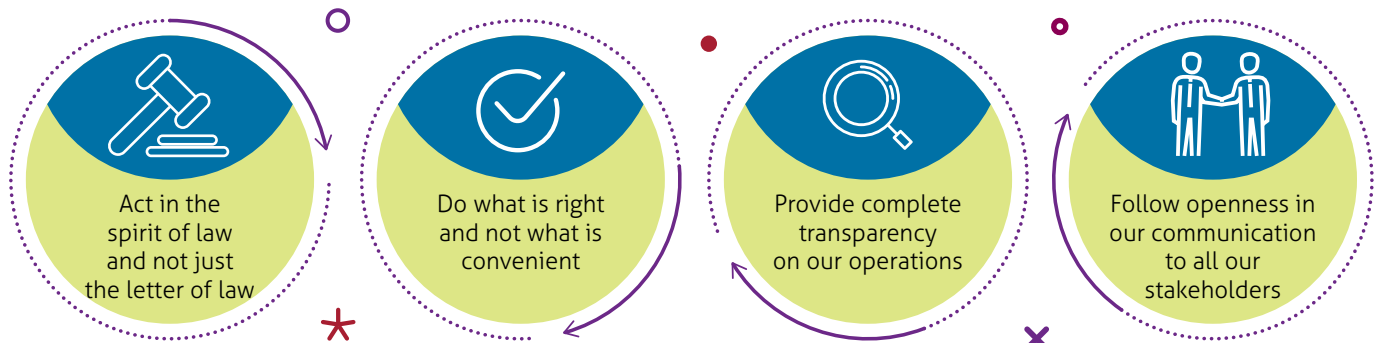 Act in the
spirit of law
and not just
the letter of law
Do what is right
and not what is
convenient
Provide complete
transparency
on our operations
Follow openness in
our communication
to all our
stakeholders